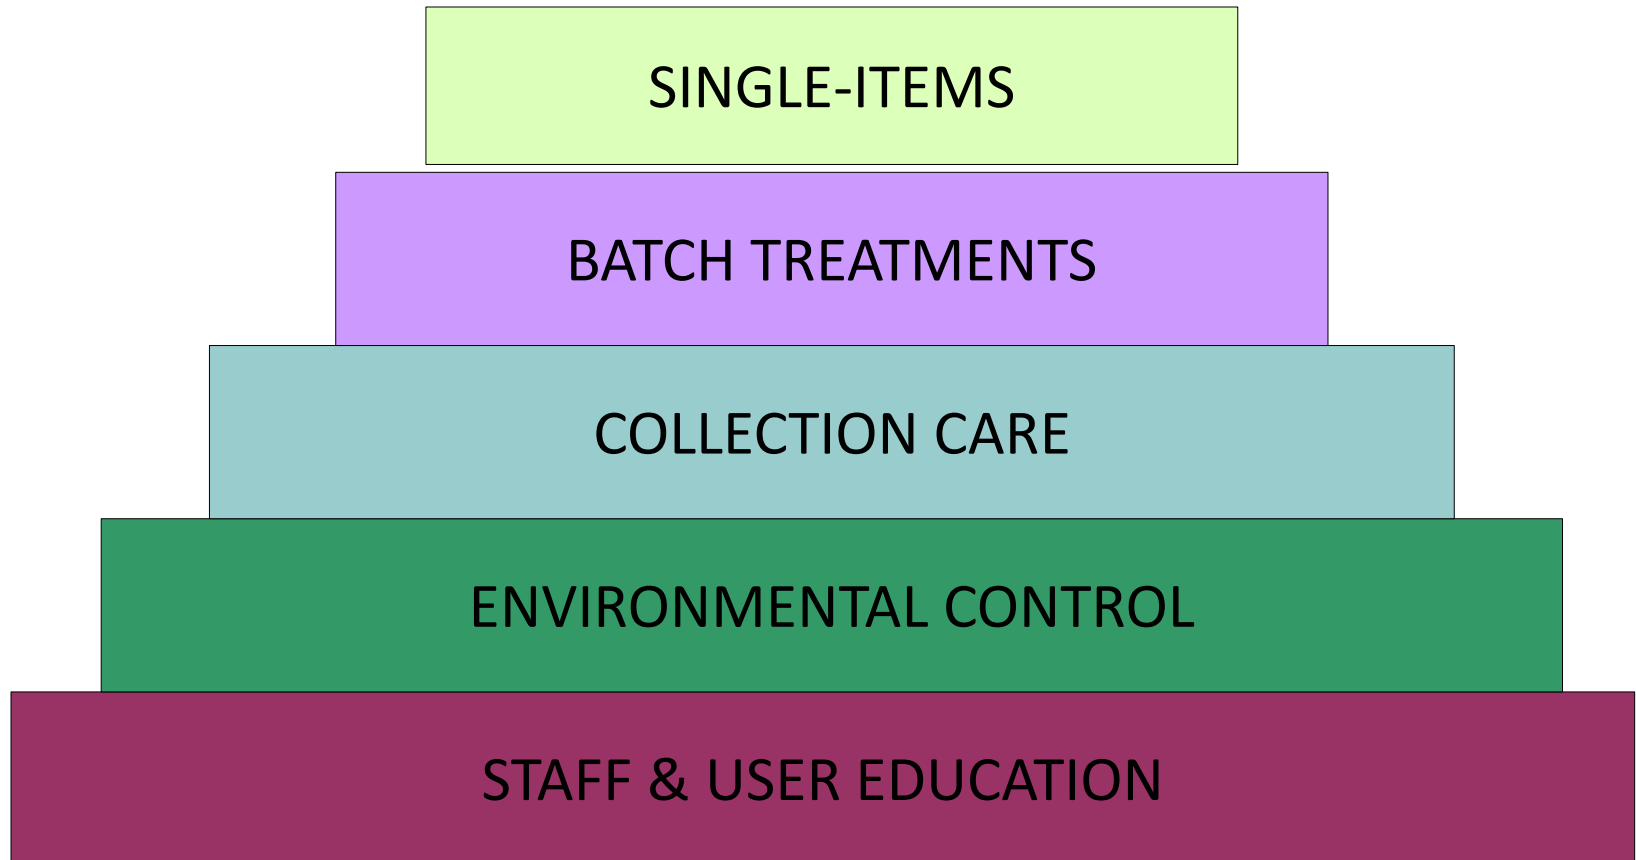 SINGLE-ITEMS
BATCH TREATMENTS
COLLECTION CARE
ENVIRONMENTAL CONTROL
STAFF & USER EDUCATION